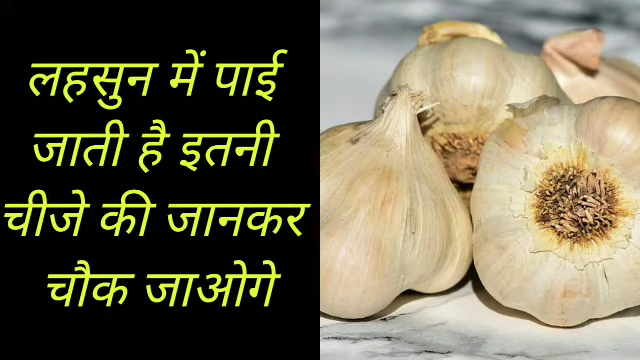 लहसुन में पाई
जाती है इतनी
चीजे की जानकर
चौक जाओगे